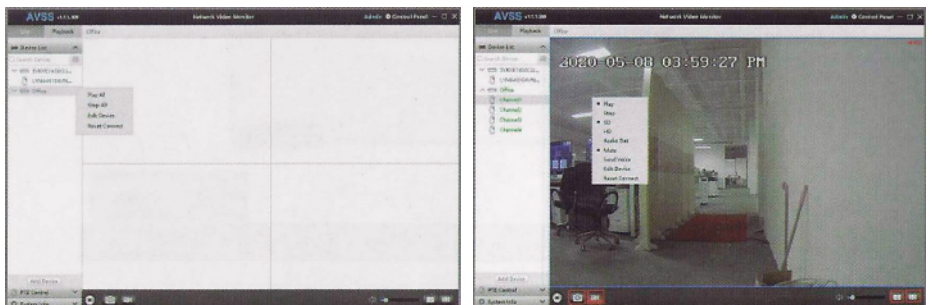 AVSS
Network Video Monitor
Admin
Control Panel
Live
Playback
Office
Device List
Search Device
Office
Play All
Stop All
Edit Device
Reset Connect
Add Device
PTZ Control
System Info
AVSS
Network Video Monitor
Admin
Control Panel
Live
Playback
Office
Device List
Search Device
2020-05-08 03:59:27 PM
Office
Channel1
Channel2
Channel3
Channel4
Play
Stop
SD
HD
Mute
Send Voice
Edit Device
Reset Connect
Add Device
PTZ Control
System Info